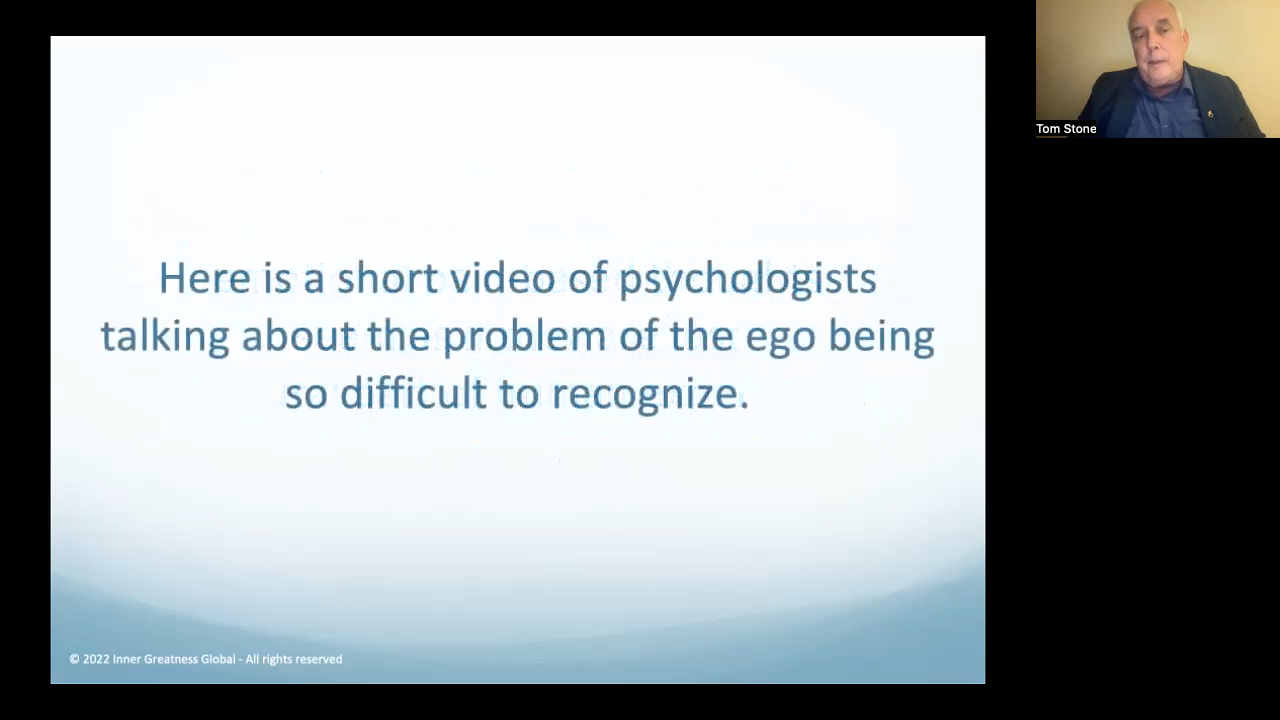 Here is a short video of psychologists
talking about the problem of the ego being
so difficult to recognize.
© 2022 Inner Greatness Global - All rights reserved
Tom Stone